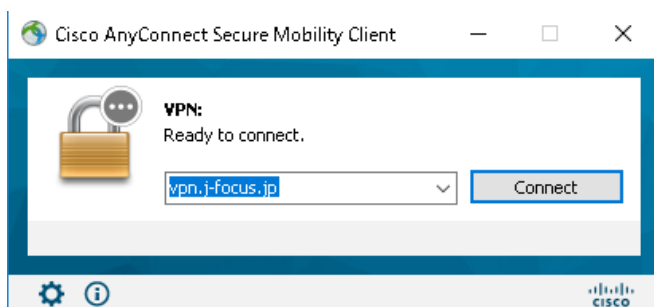 Cisco AnyConnect Secure Mobility Client
VPN:
Ready to connect.
vpn.j-focus.jp
Connect
CISCO